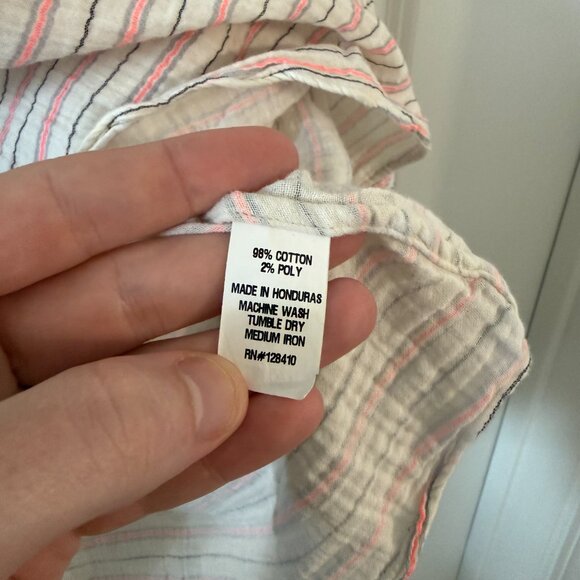 98% COTTON
2% POLY
MADE IN HONDURAS
MACHINE WASH
TUMBLE DRY
MEDIUM IRON
RN#128410